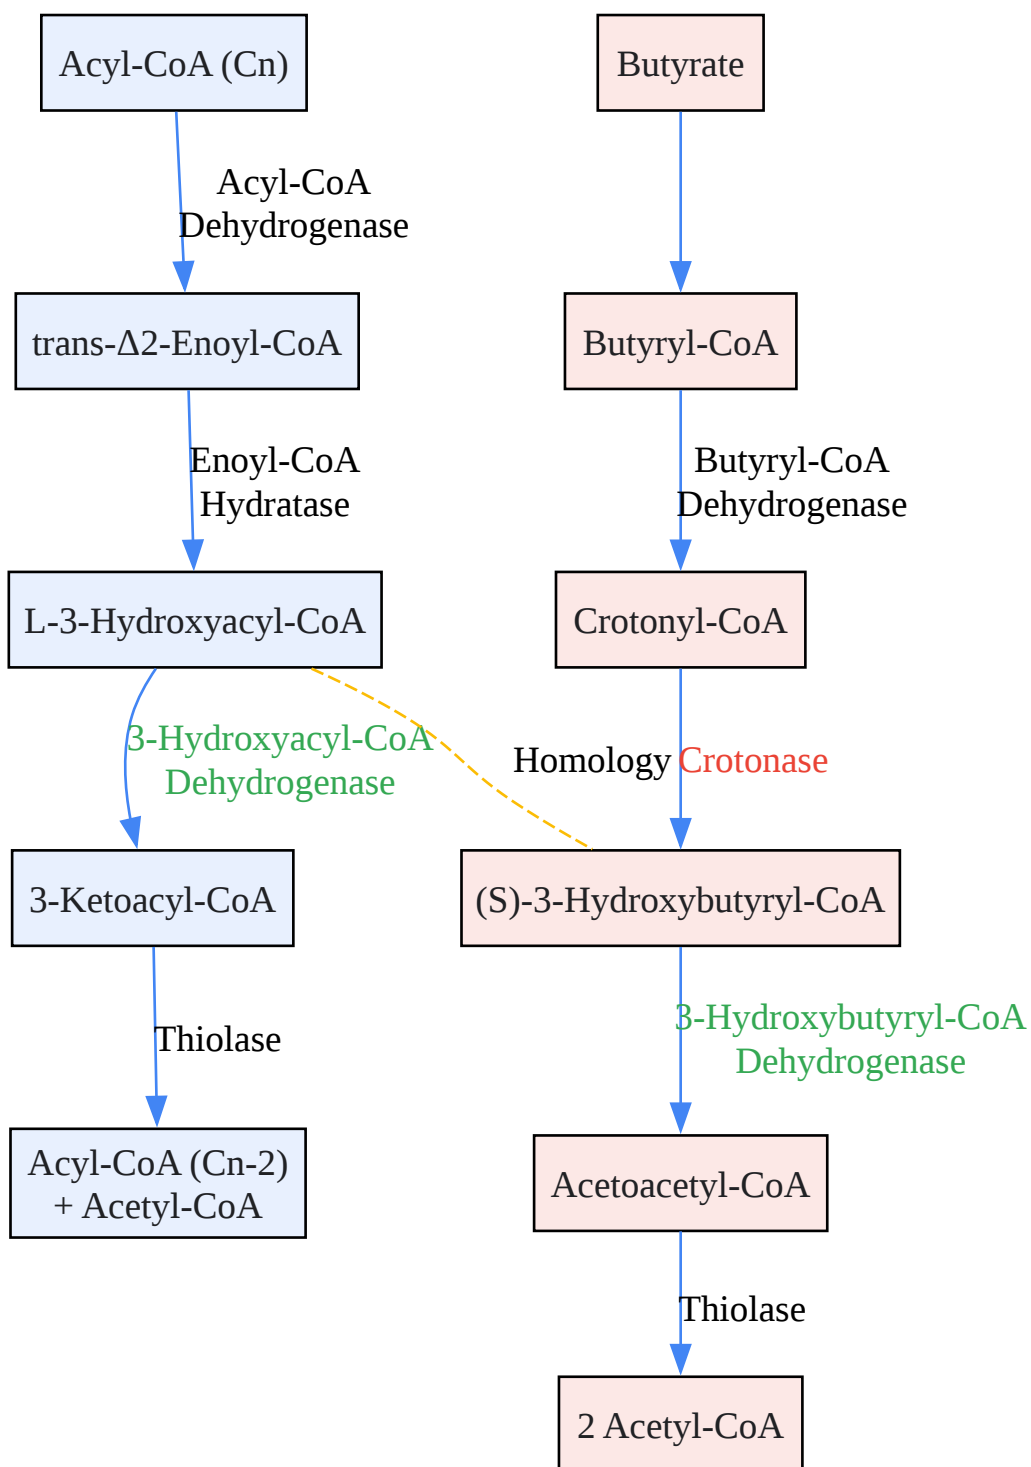 Acyl-CoA (Cn)
Butyrate
Acyl-CoA
Dehydrogenase
trans-Δ2-Enoyl-CoA
Butyryl-CoA
Enoyl-CoA
Hydratase
Butyryl-CoA
Dehydrogenase
L-3-Hydroxyacyl-CoA
Crotonyl-CoA
3-Hydroxyacyl-CoA
Dehydrogenase
Homology
Crotonase
3-Ketoacyl-CoA
(S)-3-Hydroxybutyryl-CoA
Thiolase
3-Hydroxybutyryl-CoA
Dehydrogenase
Acyl-CoA (Cn-2)
+ Acetyl-CoA
Acetoacetyl-CoA
Thiolase
2 Acetyl-CoA